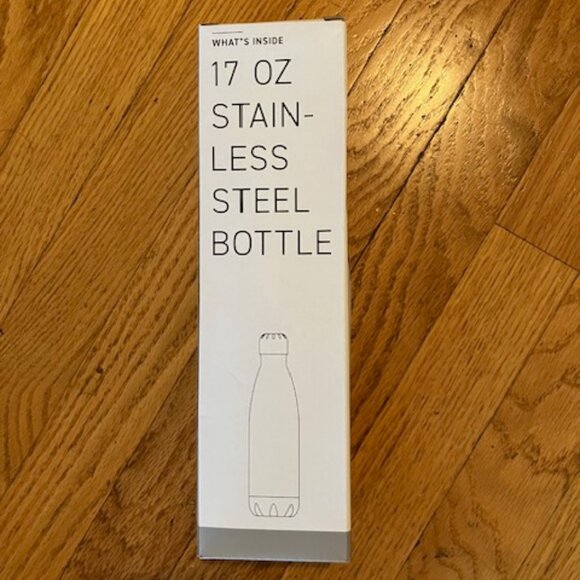 WHAT'S INSIDE
17 OZ
STAIN-
LESS
STEEL
BOTTLE